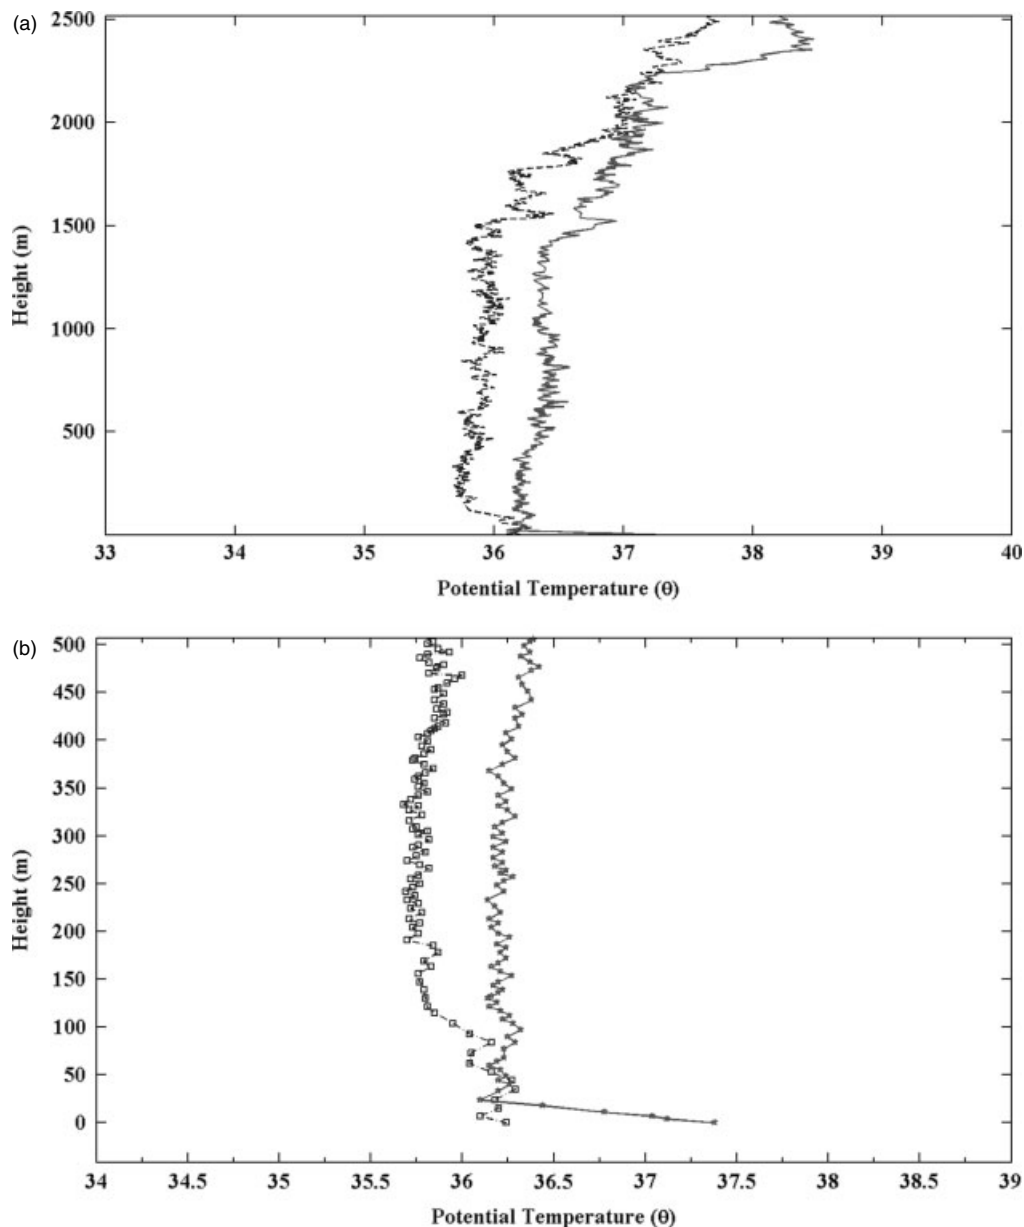 (a)
2500
2000
1500
1000
500
Height (m)
33 34 35 36 37 38 39 40
Potential Temperature (θ)
(b)
500
450
400
350
300
250
200
150
100
50
0
Height (m)
34 34.5 35 35.5 36 36.5 37 37.5 38 38.5 39
Potential Temperature (θ)